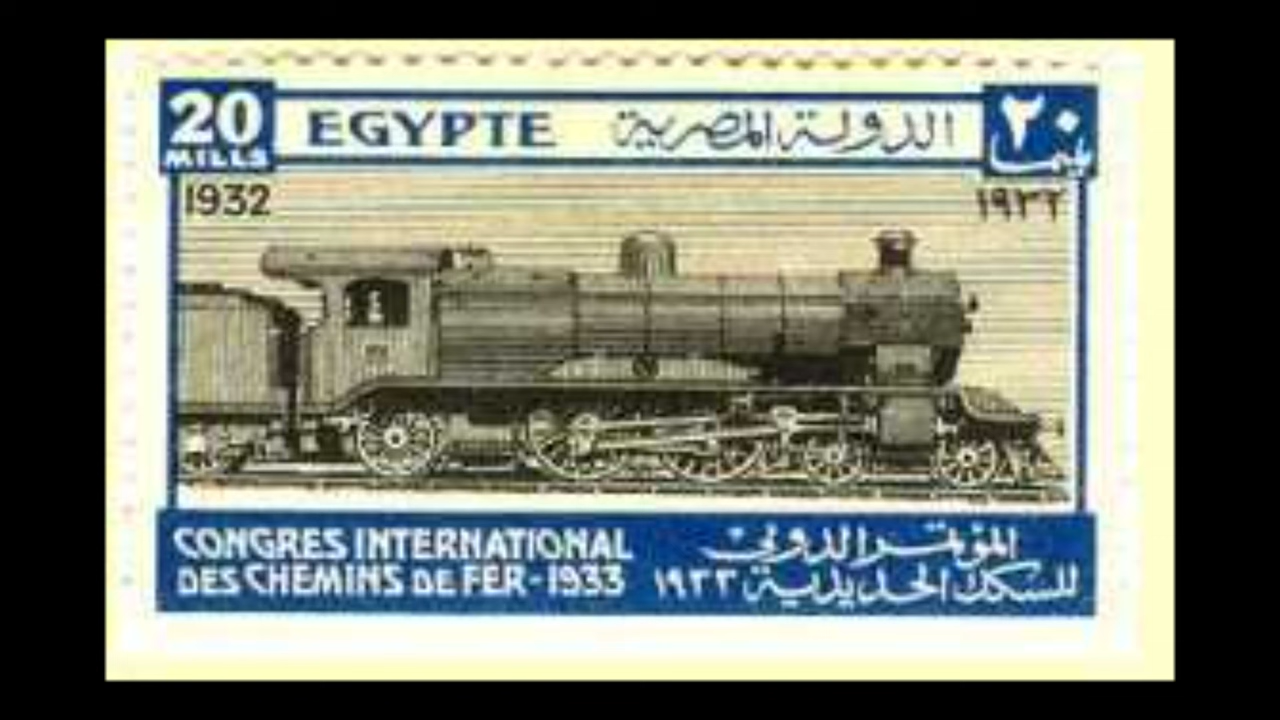 20 EGYPTE الدولة المصرية ٢٠
MILLS مليما
1932 ١٩٣٢
CONGRES INTERNATIONAL المؤتمر الدولى
DES CHEMINS DE FER - 1933 للسكك الحديدية ١٩٣٣